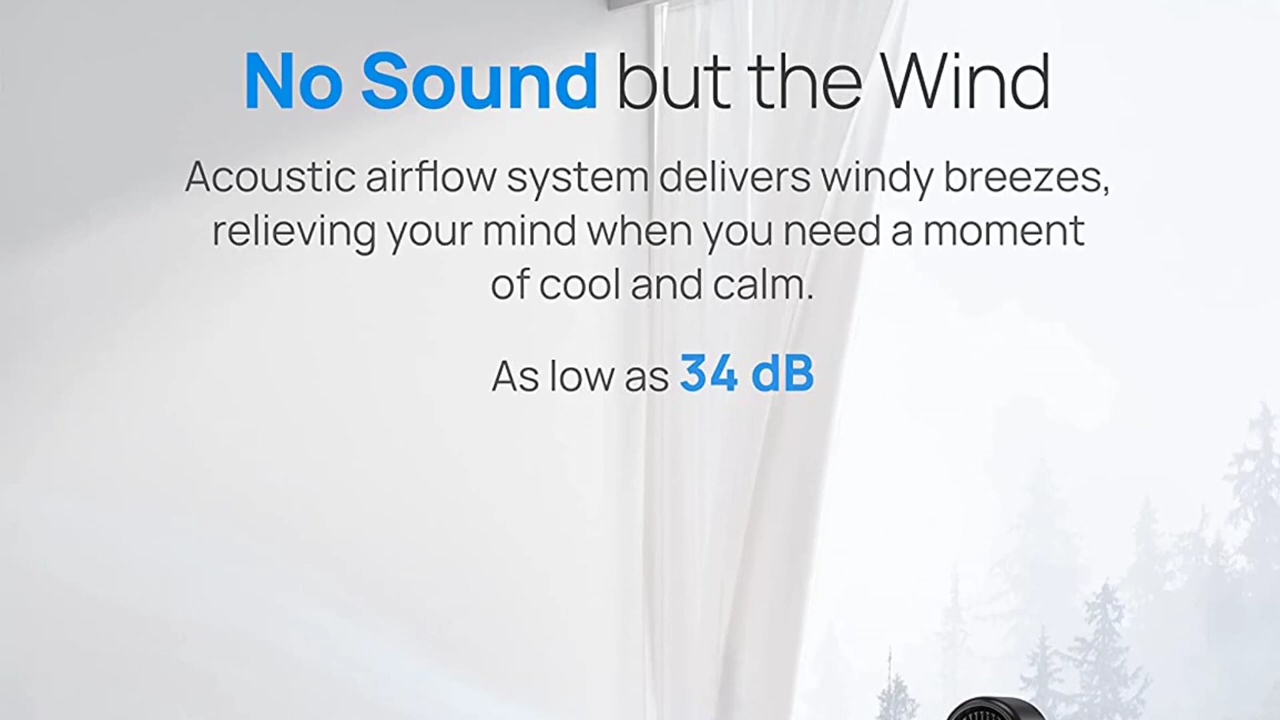 No Sound but the Wind
Acoustic airflow system delivers windy breezes,
relieving your mind when you need a moment
of cool and calm.
As low as 34 dB